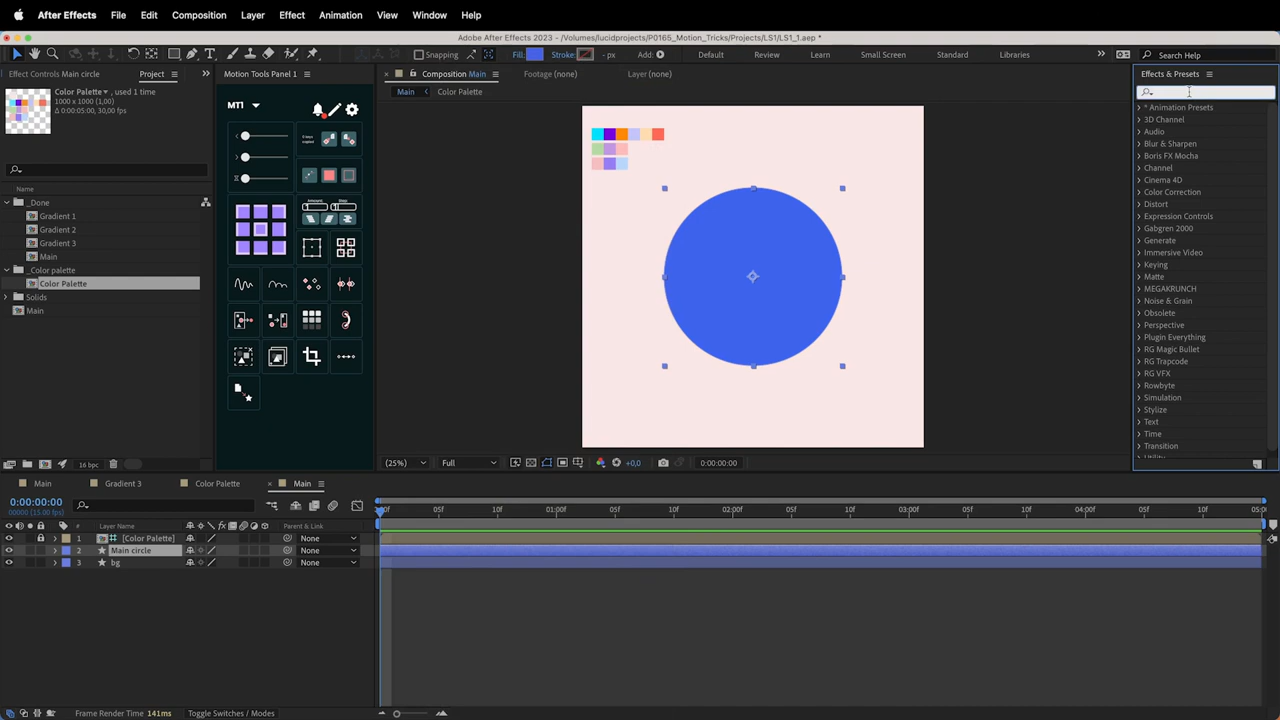 After Effects File Edit Composition Layer Effect Animation View Window Help
Adobe After Effects 2023 - /Volumes/lucidprojects/P0165_Motion_Tricks/Projects/LS1/LS1_1.aep *
Snapping Fill: Stroke: - px Add: Default Review Learn Small Screen Standard Libraries Search Help
Effect Controls Main circle Project Motion Tools Panel 1 Composition Main Footage (none) Layer (none) Effects & Presets
Color Palette , used 1 time
1000 x 1000 (1,00)
Δ 0:00:05:00, 30,00 fps
MT1
Main Color Palette
Name
_Done
Gradient 1
Gradient 2
Gradient 3
Main
_Color palette
Color Palette
Solids
Main
* Animation Presets
3D Channel
Audio
Blur & Sharpen
Boris FX Mocha
Channel
Cinema 4D
Color Correction
Distort
Expression Controls
Gabgren 2000
Generate
Immersive Video
Keying
Matte
MEGAKRUNCH
Noise & Grain
Obsolete
Perspective
Plugin Everything
RG Magic Bullet
RG Trapcode
RG VFX
Rowbyte
Simulation
Stylize
Text
Time
Transition
Utility
16 bpc
(25%) Full +0,0 0:00:00:00
Main Gradient 3 Color Palette Main
0:00:00:00
00000 (15.00 fps)
:00f 05f 10f 01:00f 05f 10f 02:00f 05f 10f 03:00f 05f 10f 04:00f 05f 10f 05:00
# Layer Name Parent & Link
1 [Color Palette] None
2 Main circle None
3 bg None
Frame Render Time 141ms Toggle Switches / Modes